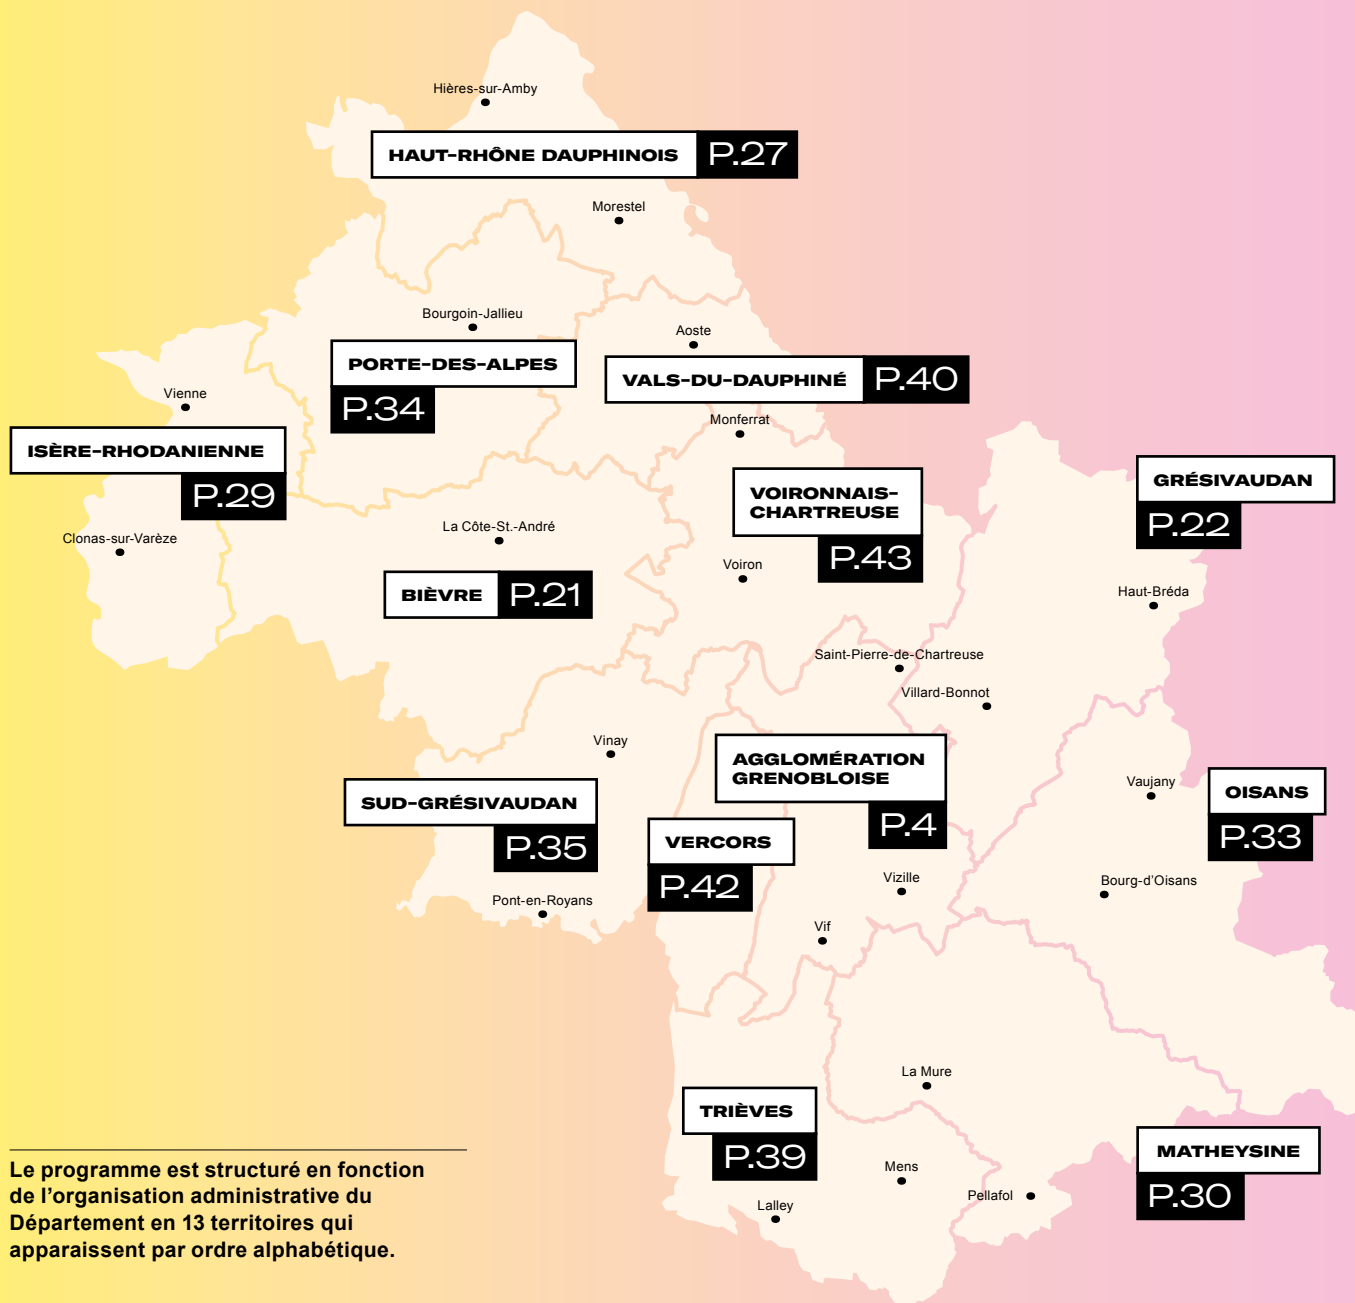 Hières-sur-Amby
HAUT-RHÔNE DAUPHINOIS P.27
Morestel
Bourgoin-Jallieu
Aoste
PORTE-DES-ALPES
P.34
VALS-DU-DAUPHINÉ P.40
Vienne
Monferrat
ISÈRE-RHODANIENNE
P.29
VOIRONNAIS-
CHARTREUSE
P.43
GRÉSIVAUDAN
P.22
La Côte-St.-André
Clonas-sur-Varèze
Voiron
BIÈVRE P.21
Haut-Bréda
Saint-Pierre-de-Chartreuse
Villard-Bonnot
Vinay
AGGLOMÉRATION
GRENOBLOISE
P.4
Vaujany
OISANS
P.33
SUD-GRÉSIVAUDAN
P.35
VERCORS
P.42
Vizille
Bourg-d'Oisans
Pont-en-Royans
Vif
La Mure
TRIÈVES
P.39
MATHEYSINE
P.30
Mens
Pellafol
Lalley
Le programme est structuré en fonction
de l'organisation administrative du
Département en 13 territoires qui
apparaissent par ordre alphabétique.